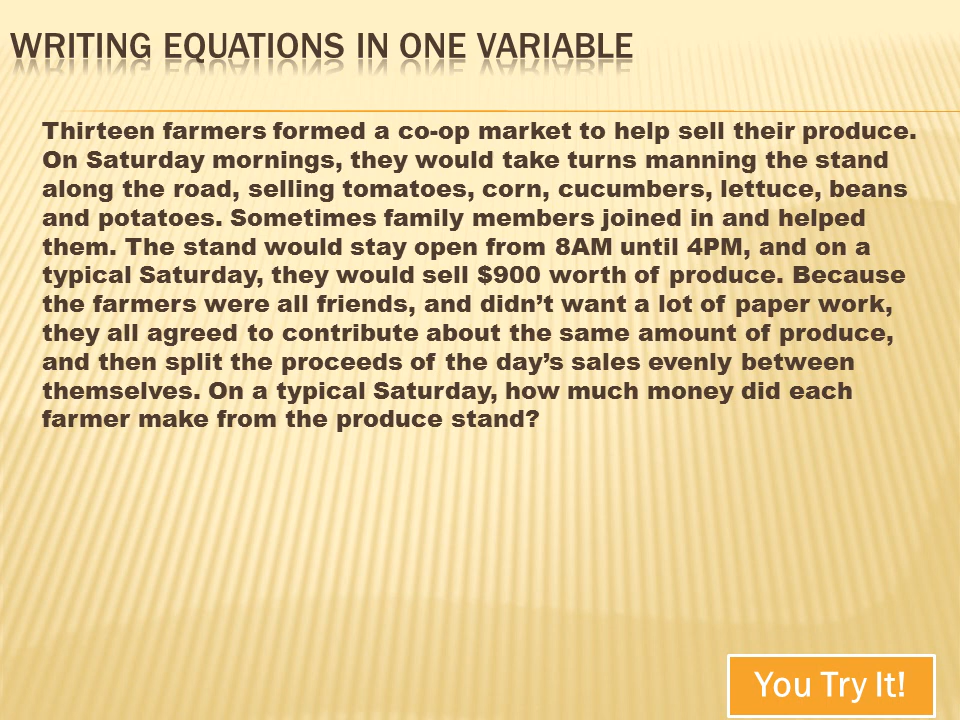 WRITING EQUATIONS IN ONE VARIABLE
Thirteen farmers formed a co-op market to help sell their produce.
On Saturday mornings, they would take turns manning the stand
along the road, selling tomatoes, corn, cucumbers, lettuce, beans
and potatoes. Sometimes family members joined in and helped
them. The stand would stay open from 8AM until 4PM, and on a
typical Saturday, they would sell $900 worth of produce. Because
the farmers were all friends, and didn’t want a lot of paper work,
they all agreed to contribute about the same amount of produce,
and then split the proceeds of the day’s sales evenly between
themselves. On a typical Saturday, how much money did each
farmer make from the produce stand?
You Try It!